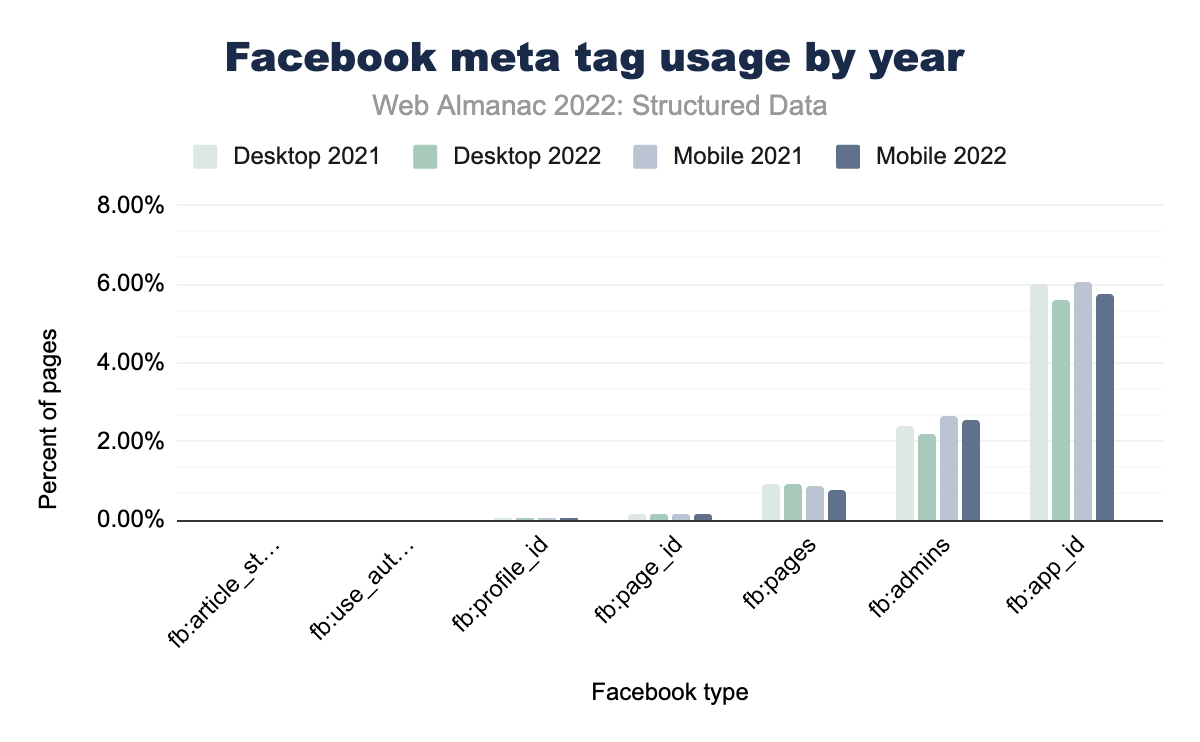 Facebook meta tag usage by year
Web Almanac 2022: Structured Data
Desktop 2021 Desktop 2022 Mobile 2021 Mobile 2022
8.00%
6.00%
4.00%
2.00%
0.00%
Percent of pages
fb:article_st…
fb:use_aut…
fb:profile_id
fb:page_id
fb:pages
fb:admins
fb:app_id
Facebook type